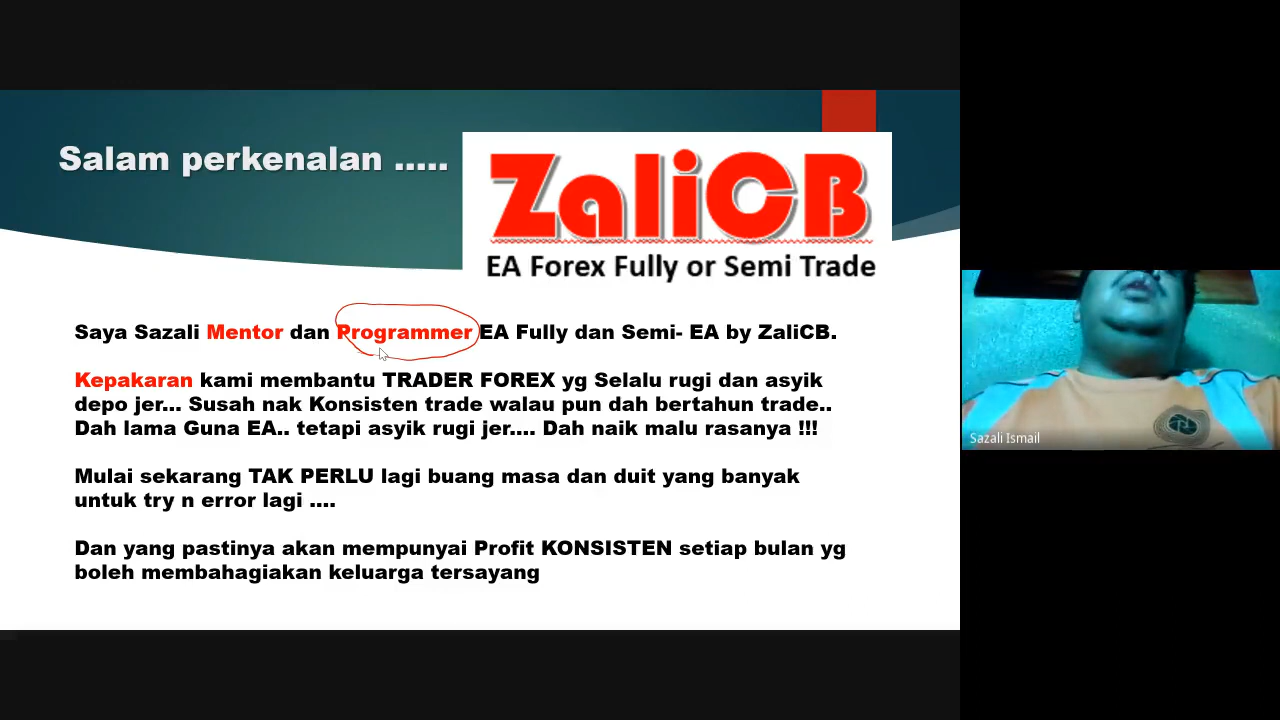 Salam perkenalan .....
ZaliCB
EA Forex Fully or Semi Trade
Saya Sazali Mentor dan Programmer EA Fully dan Semi- EA by ZaliCB.
Kepakaran kami membantu TRADER FOREX yg Selalu rugi dan asyik
depo jer... Susah nak Konsisten trade walau pun dah bertahun trade..
Dah lama Guna EA.. tetapi asyik rugi jer.... Dah naik malu rasanya !!!
Mulai sekarang TAK PERLU lagi buang masa dan duit yang banyak
untuk try n error lagi ....
Dan yang pastinya akan mempunyai Profit KONSISTEN setiap bulan yg
boleh membahagiakan keluarga tersayang
Sazali Ismail